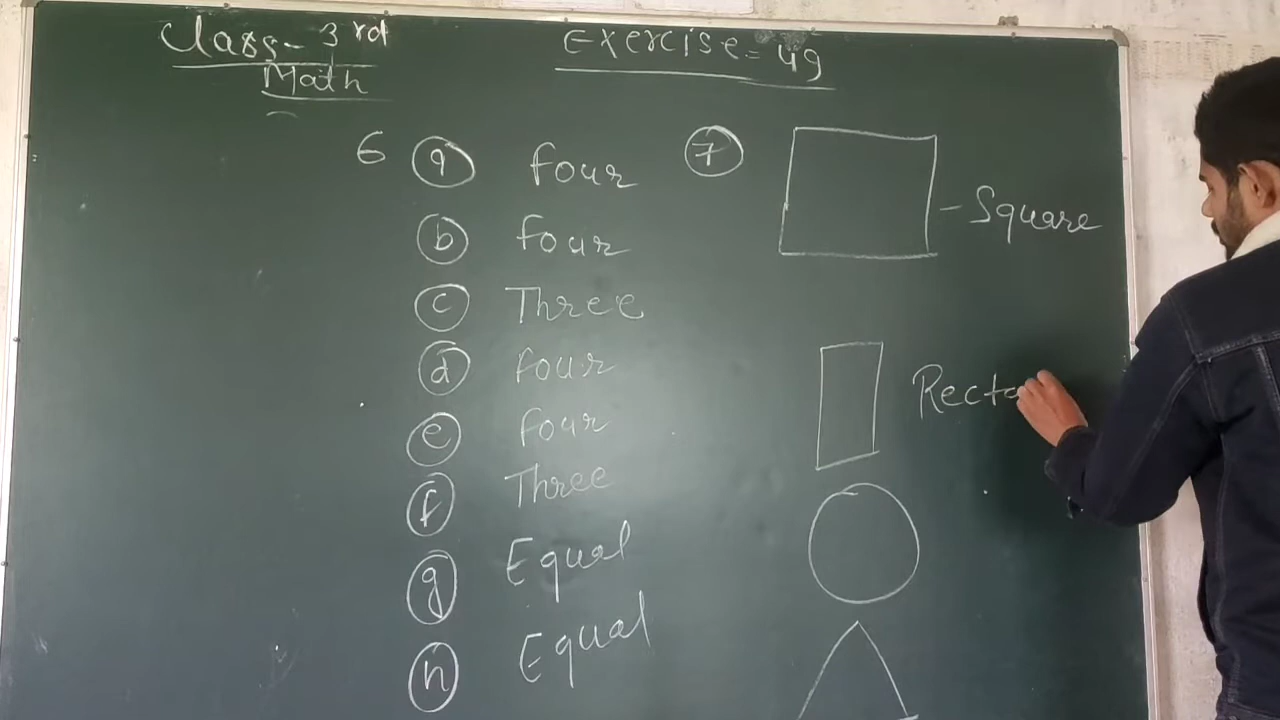 Class- 3rd
Math
Exercise= 49
6 a four
b four
c Three
d four
e four
f Three
g Equal
h Equal
7
- Square
Recta